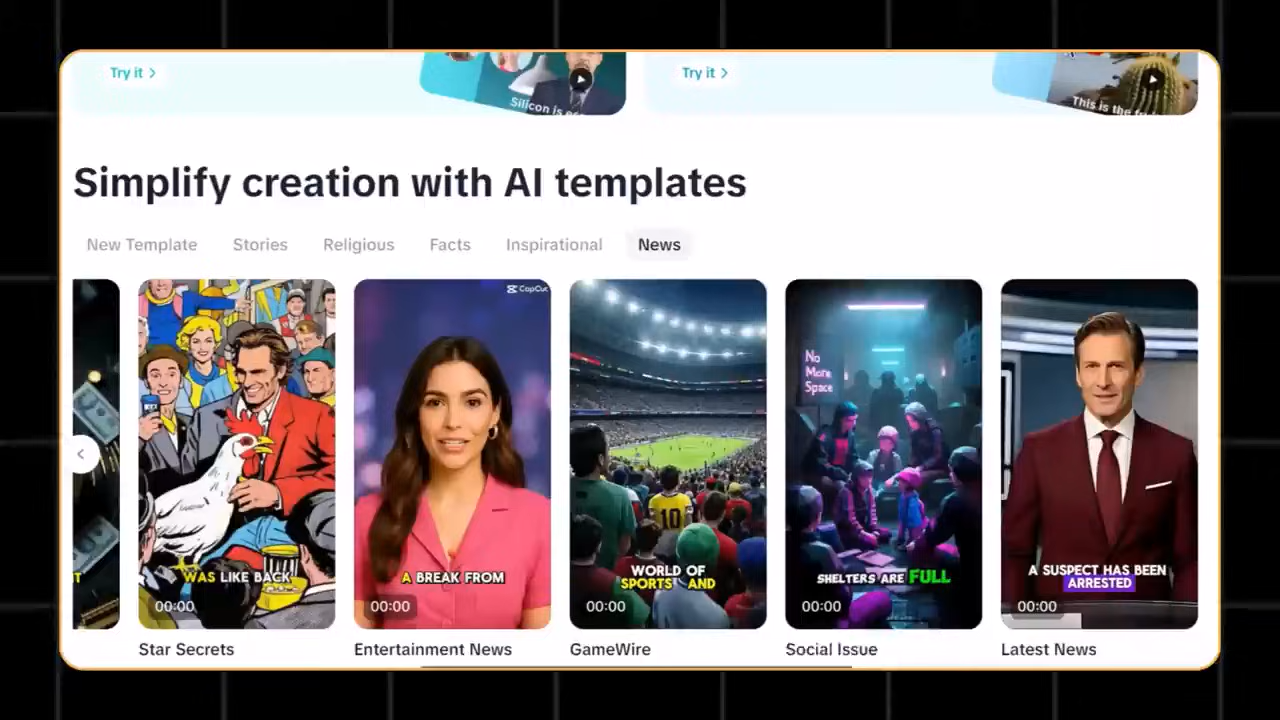 Try it >
Silicon is
Try it >
This is the
Simplify creation with AI templates
New Template Stories Religious Facts Inspirational News
CapCut
No
More
Space
10
WAS LIKE BACK
A BREAK FROM
WORLD OF
SPORTS AND
SHELTERS ARE FULL
A SUSPECT HAS BEEN
ARRESTED
00:00 00:00 00:00 00:00 00:00
Star Secrets Entertainment News GameWire Social Issue Latest News